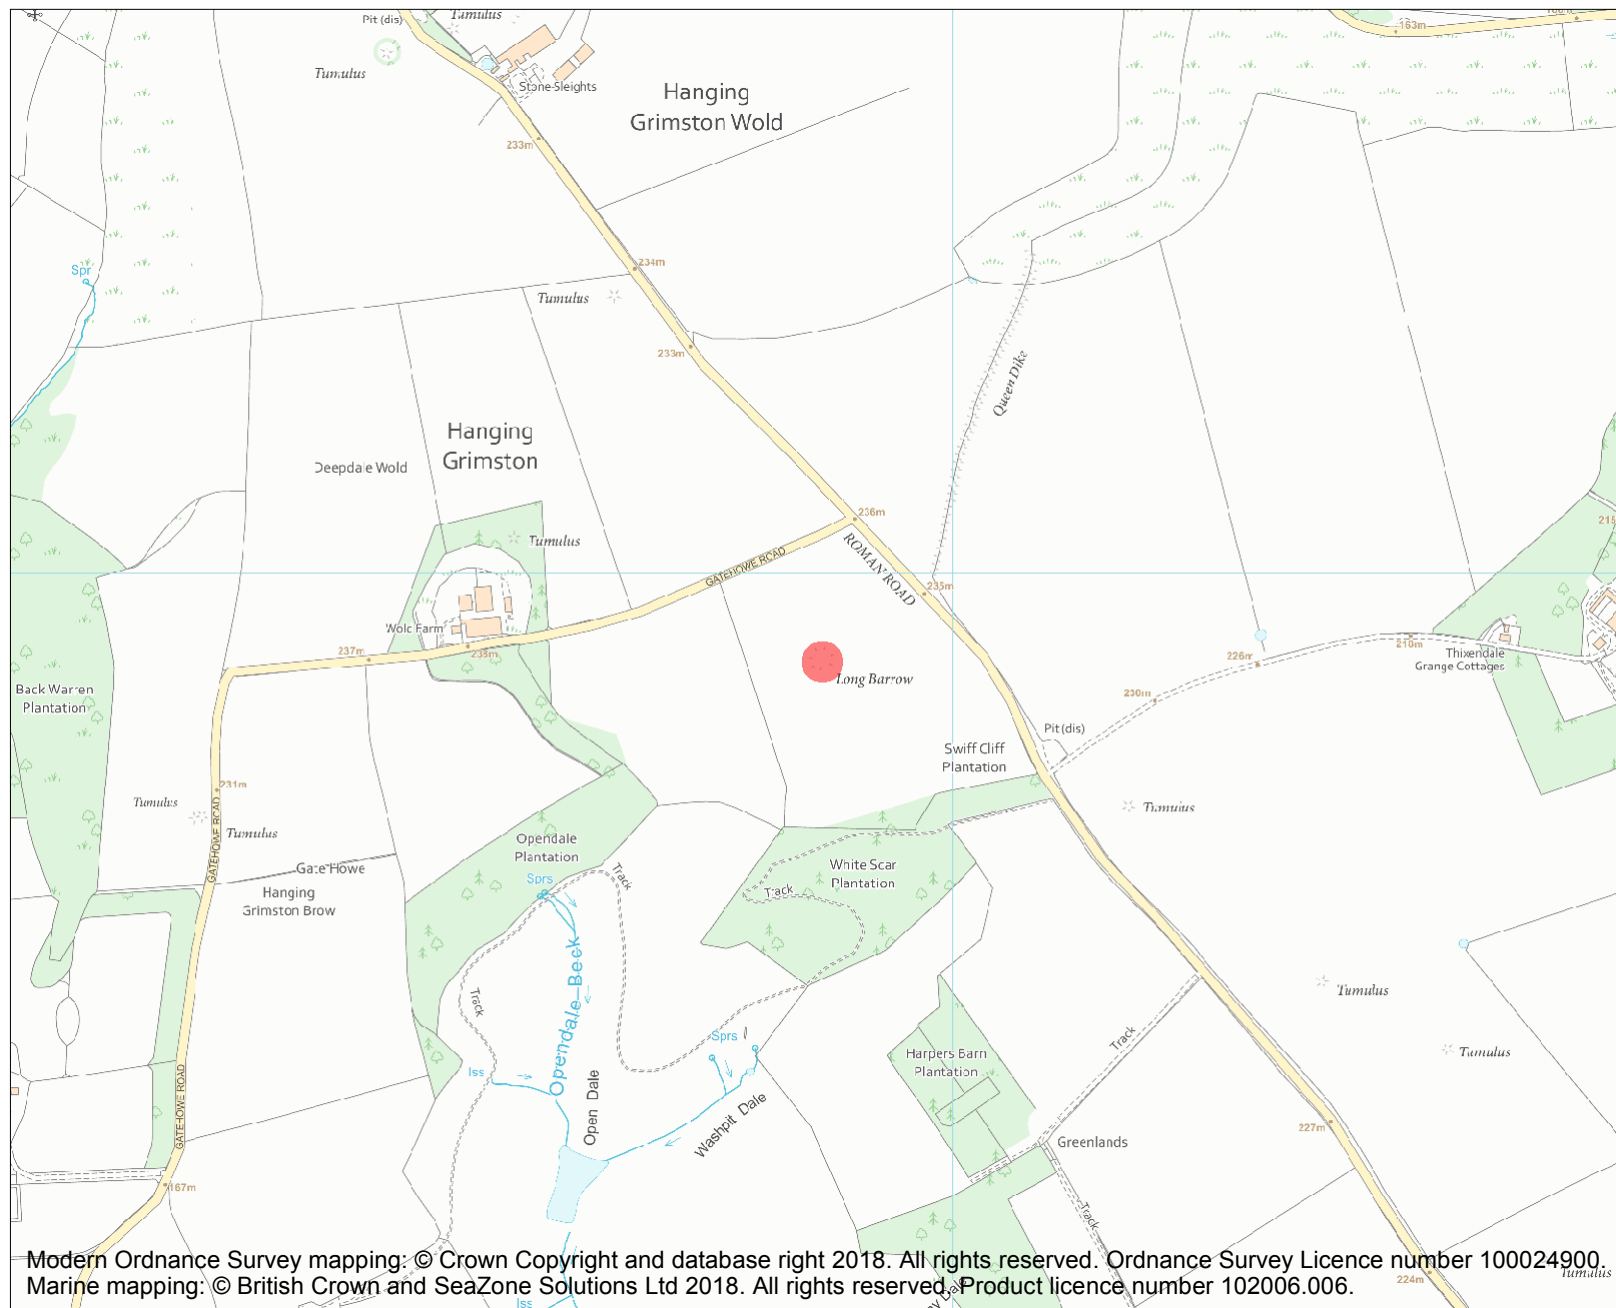 Pit (dis)
Tumulus
163m
Tumulus
Stone Sleights
Hanging
Grimston Wold
233m
Spr
234m
Tumulus
233m
Queen Dike
Hanging
Grimston
Deepdale Wold
236m
215
Tumulus
ROMAN ROAD
GATEHOWE ROAD
235m
Wold Farm
237m
238m
226m
210m
Thixendale
Grange Cottages
Long Barrow
Back Warren
Plantation
230m
Pit (dis)
Swiff Cliff
Plantation
231m
Tumulus
Tumulus
Tumulus
GATEHOWE ROAD
Opendale
Plantation
Gate Howe
Hanging
Grimston Brow
Sprs
Track
White Scar
Plantation
Track
Track
Opendale Beck
Tumulus
Sprs
Track
Tumulus
Iss
Harpers Barn
Plantation
Open Dale
Washpit Dale
GATEHOWE ROAD
227m
Greenlands
167m
Track
Modern Ordnance Survey mapping: © Crown Copyright and database right 2018. All rights reserved. Ordnance Survey Licence number 100024900.
Marine mapping: © British Crown and SeaZone Solutions Ltd 2018. All rights reserved. Product licence number 102006.006.
224m
Tumulus
Iss
Dale